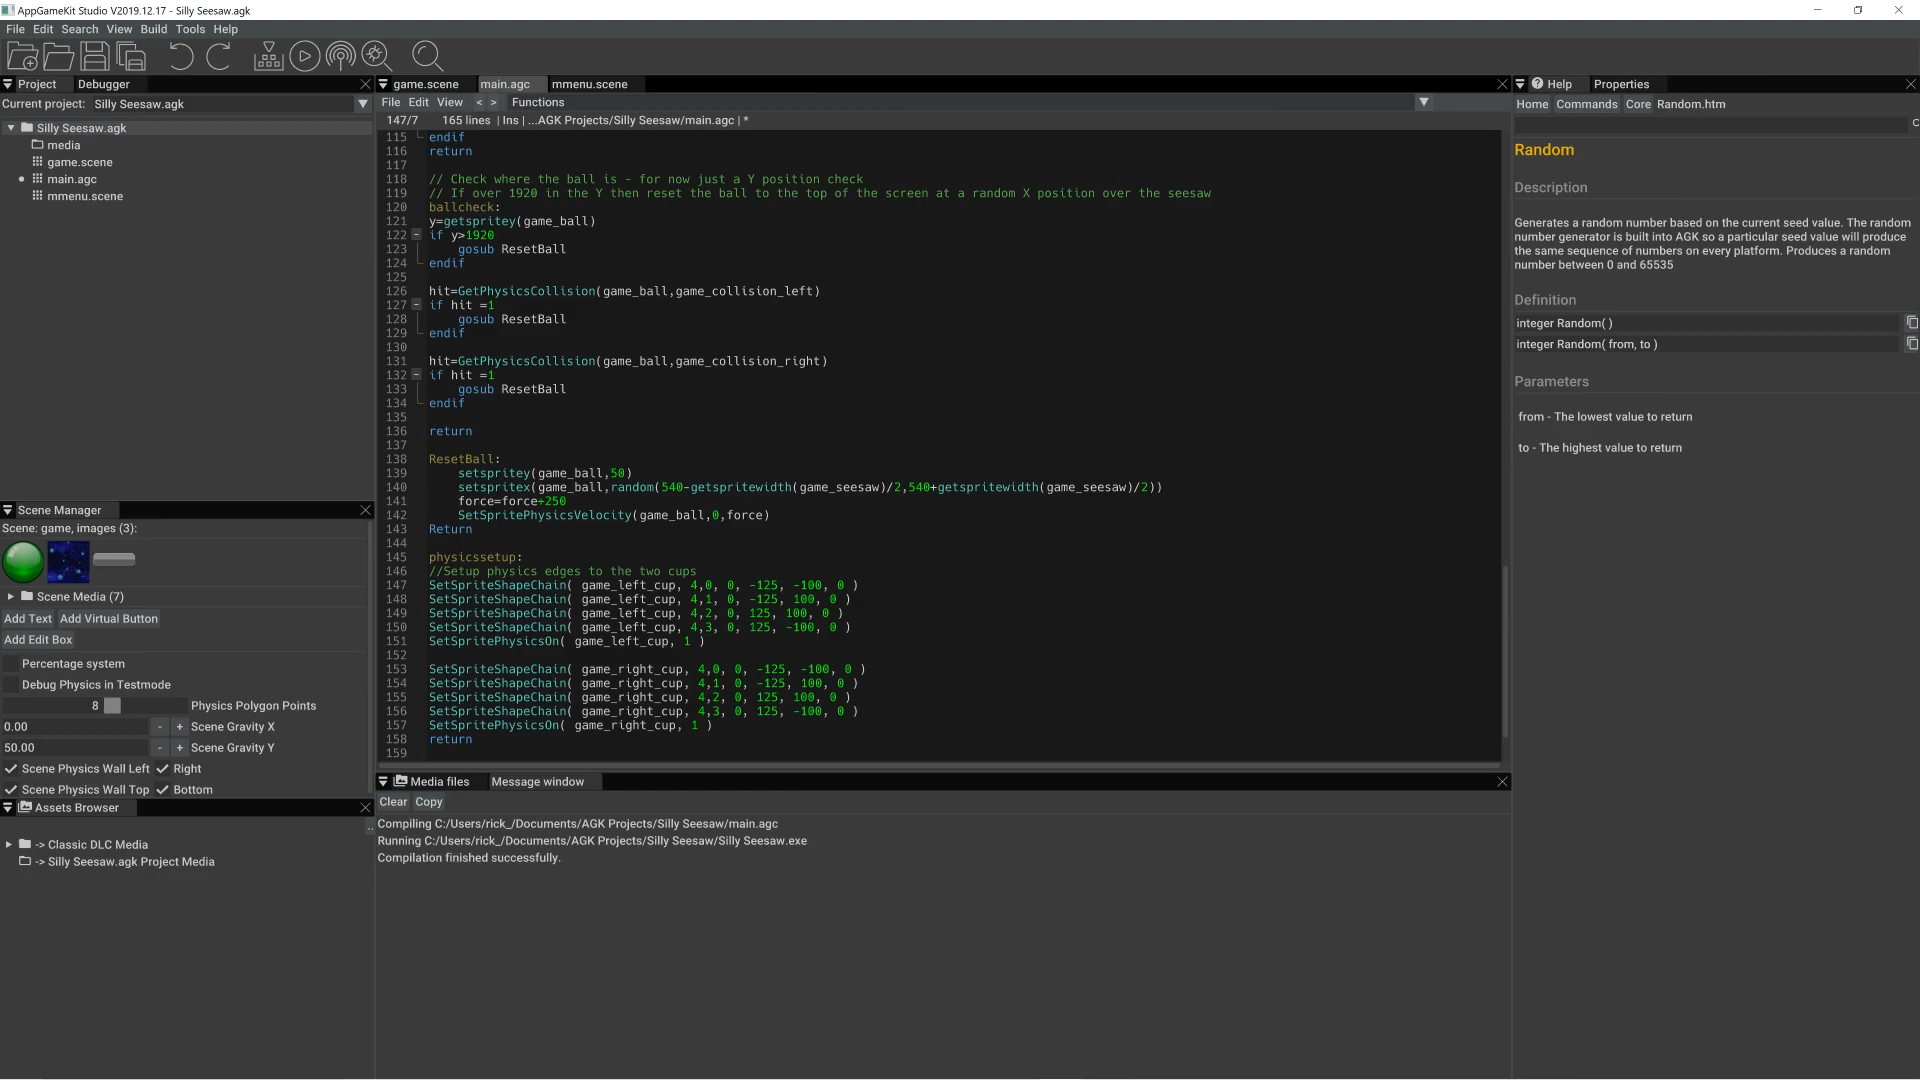 AppGameKit Studio V2019.12.17 - Silly Seesaw.agk
File Edit Search View Build Tools Help
Project Debugger
Current project: Silly Seesaw.agk
Silly Seesaw.agk
media
game.scene
main.agc
mmenu.scene
Scene Manager
Scene: game, images (3):
Scene Media (7)
Add Text Add Virtual Button
Add Edit Box
Percentage system
Debug Physics in Testmode
8 Physics Polygon Points
0.00 - + Scene Gravity X
50.00 - + Scene Gravity Y
Scene Physics Wall Left Right
Scene Physics Wall Top Bottom
Assets Browser
..
-> Classic DLC Media
-> Silly Seesaw.agk Project Media
game.scene main.agc mmenu.scene
File Edit View < > Functions
147/7 165 lines | Ins | ...AGK Projects/Silly Seesaw/main.agc | *
115 endif
116 return
117
118 // Check where the ball is - for now just a Y position check
119 // If over 1920 in the Y then reset the ball to the top of the screen at a random X position over the seesaw
120 ballcheck:
121 y=getspritey(game_ball)
122 if y>1920
123 gosub ResetBall
124 endif
125
126 hit=GetPhysicsCollision(game_ball,game_collision_left)
127 if hit =1
128 gosub ResetBall
129 endif
130
131 hit=GetPhysicsCollision(game_ball,game_collision_right)
132 if hit =1
133 gosub ResetBall
134 endif
135
136 return
137
138 ResetBall:
139 setspritey(game_ball,50)
140 setspritex(game_ball,random(540-getspritewidth(game_seesaw)/2,540+getspritewidth(game_seesaw)/2))
141 force=force+250
142 SetSpritePhysicsVelocity(game_ball,0,force)
143 Return
144
145 physicssetup:
146 //Setup physics edges to the two cups
147 SetSpriteShapeChain( game_left_cup, 4,0, 0, -125, -100, 0 )
148 SetSpriteShapeChain( game_left_cup, 4,1, 0, -125, 100, 0 )
149 SetSpriteShapeChain( game_left_cup, 4,2, 0, 125, 100, 0 )
150 SetSpriteShapeChain( game_left_cup, 4,3, 0, 125, -100, 0 )
151 SetSpritePhysicsOn( game_left_cup, 1 )
152
153 SetSpriteShapeChain( game_right_cup, 4,0, 0, -125, -100, 0 )
154 SetSpriteShapeChain( game_right_cup, 4,1, 0, -125, 100, 0 )
155 SetSpriteShapeChain( game_right_cup, 4,2, 0, 125, 100, 0 )
156 SetSpriteShapeChain( game_right_cup, 4,3, 0, 125, -100, 0 )
157 SetSpritePhysicsOn( game_right_cup, 1 )
158 return
159
Media files Message window
Clear Copy
Compiling C:/Users/rick_/Documents/AGK Projects/Silly Seesaw/main.agc
Running C:/Users/rick_/Documents/AGK Projects/Silly Seesaw/Silly Seesaw.exe
Compilation finished successfully.
Help Properties
Home Commands Core Random.htm
Random
Description
Generates a random number based on the current seed value. The random
number generator is built into AGK so a particular seed value will produce
the same sequence of numbers on every platform. Produces a random
number between 0 and 65535
Definition
integer Random( )
integer Random( from, to )
Parameters
from - The lowest value to return
to - The highest value to return